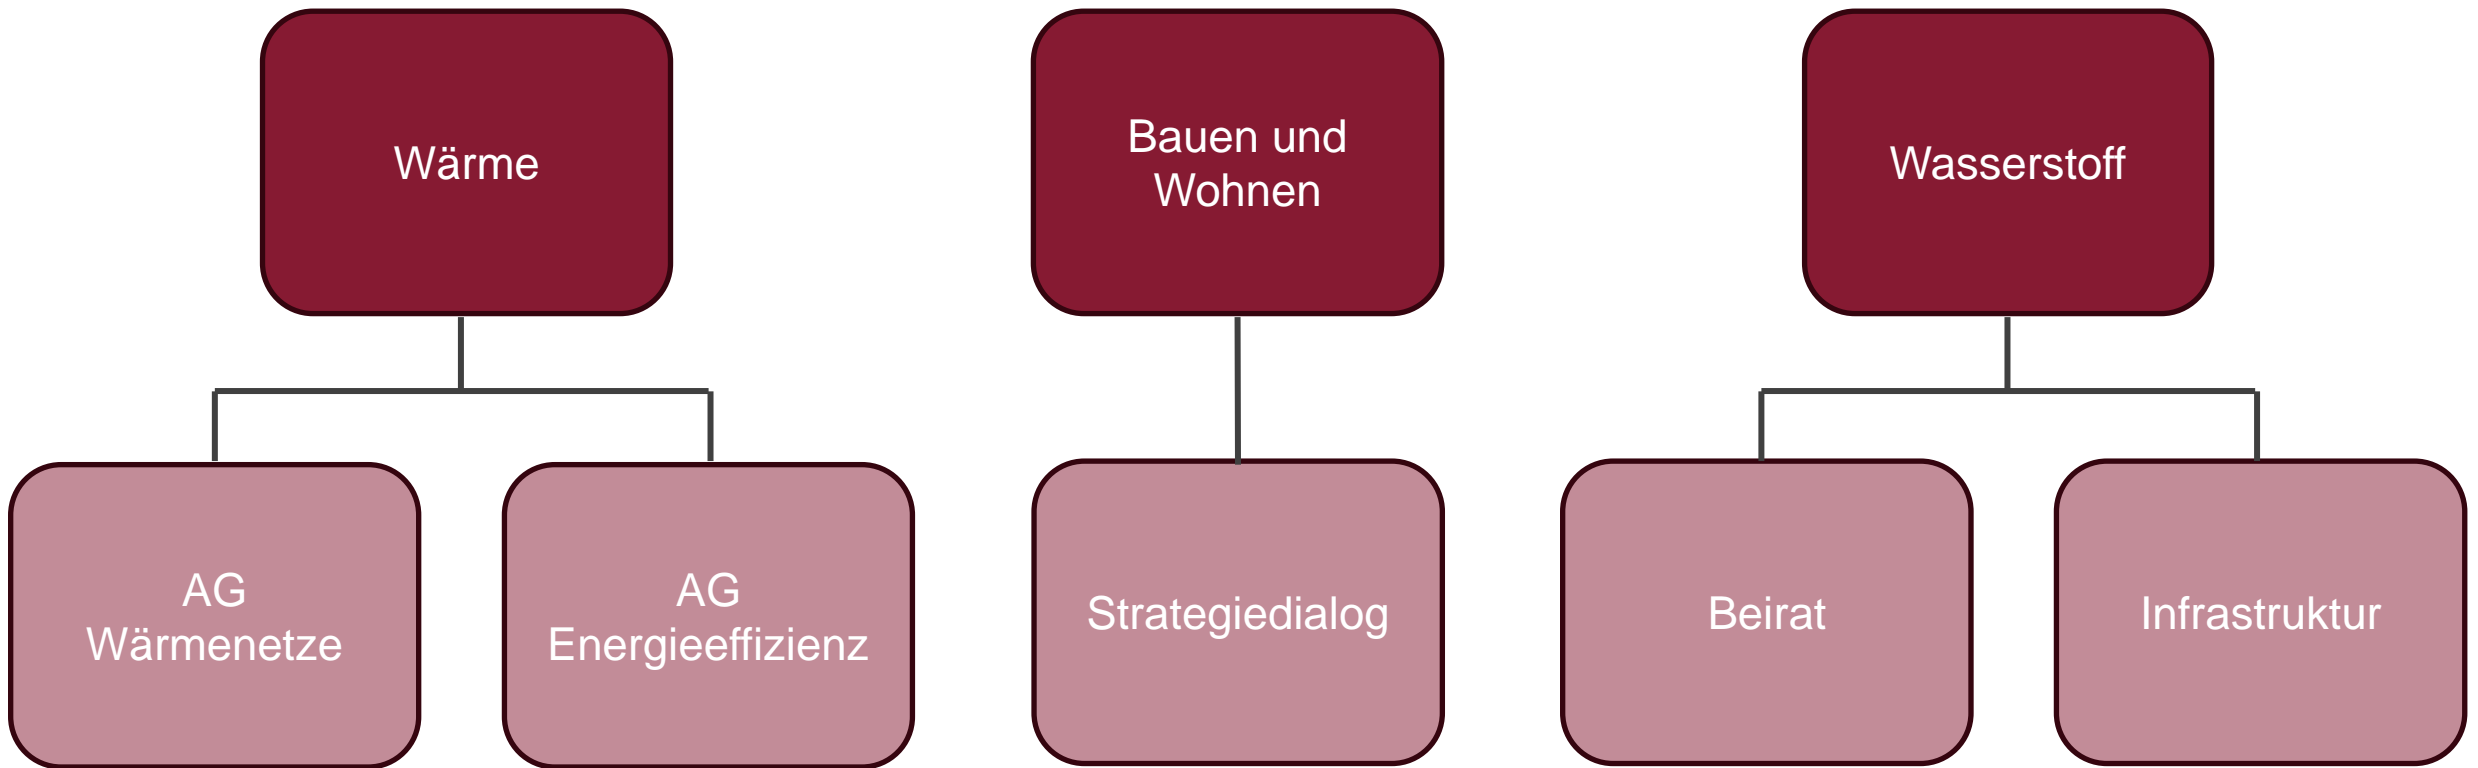 Wärme
Bauen und
Wohnen
Wasserstoff
AG
Wärmenetze
AG
Energieeffizienz
Strategiedialog
Beirat
Infrastruktur